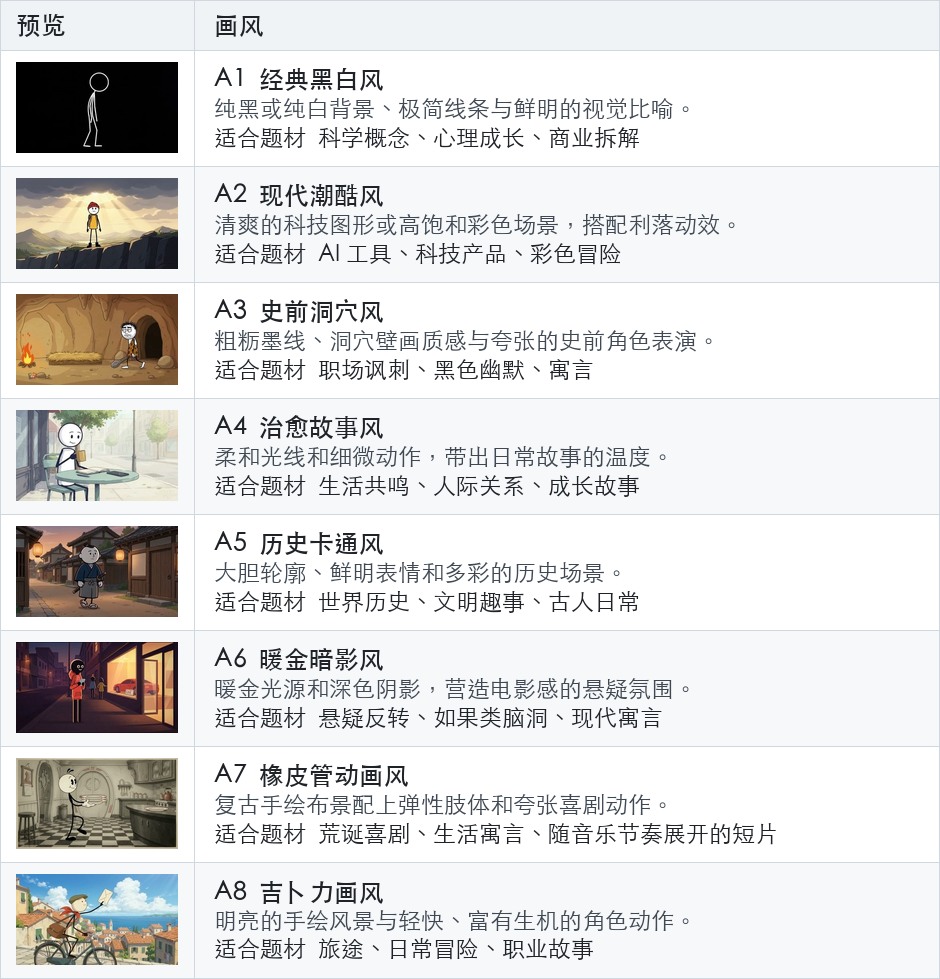 预览
画风
A1 经典黑白风
纯黑或纯白背景、极简线条与鲜明的视觉比喻。
适合题材 科学概念、心理成长、商业拆解
A2 现代潮酷风
清爽的科技图形或高饱和彩色场景，搭配利落动效。
适合题材 AI 工具、科技产品、彩色冒险
A3 史前洞穴风
粗粝墨线、洞穴壁画质感与夸张的史前角色表演。
适合题材 职场讽刺、黑色幽默、寓言
A4 治愈故事风
柔和光线和细微动作，带出日常故事的温度。
适合题材 生活共鸣、人际关系、成长故事
A5 历史卡通风
大胆轮廓、鲜明表情和多彩的历史场景。
适合题材 世界历史、文明趣事、古人日常
A6 暖金暗影风
暖金光源和深色阴影，营造电影感的悬疑氛围。
适合题材 悬疑反转、如果类脑洞、现代寓言
A7 橡皮管动画风
复古手绘布景配上弹性肢体和夸张喜剧动作。
适合题材 荒诞喜剧、生活寓言、随音乐节奏展开的短片
A8 吉卜力画风
明亮的手绘风景与轻快、富有生机的角色动作。
适合题材 旅途、日常冒险、职业故事